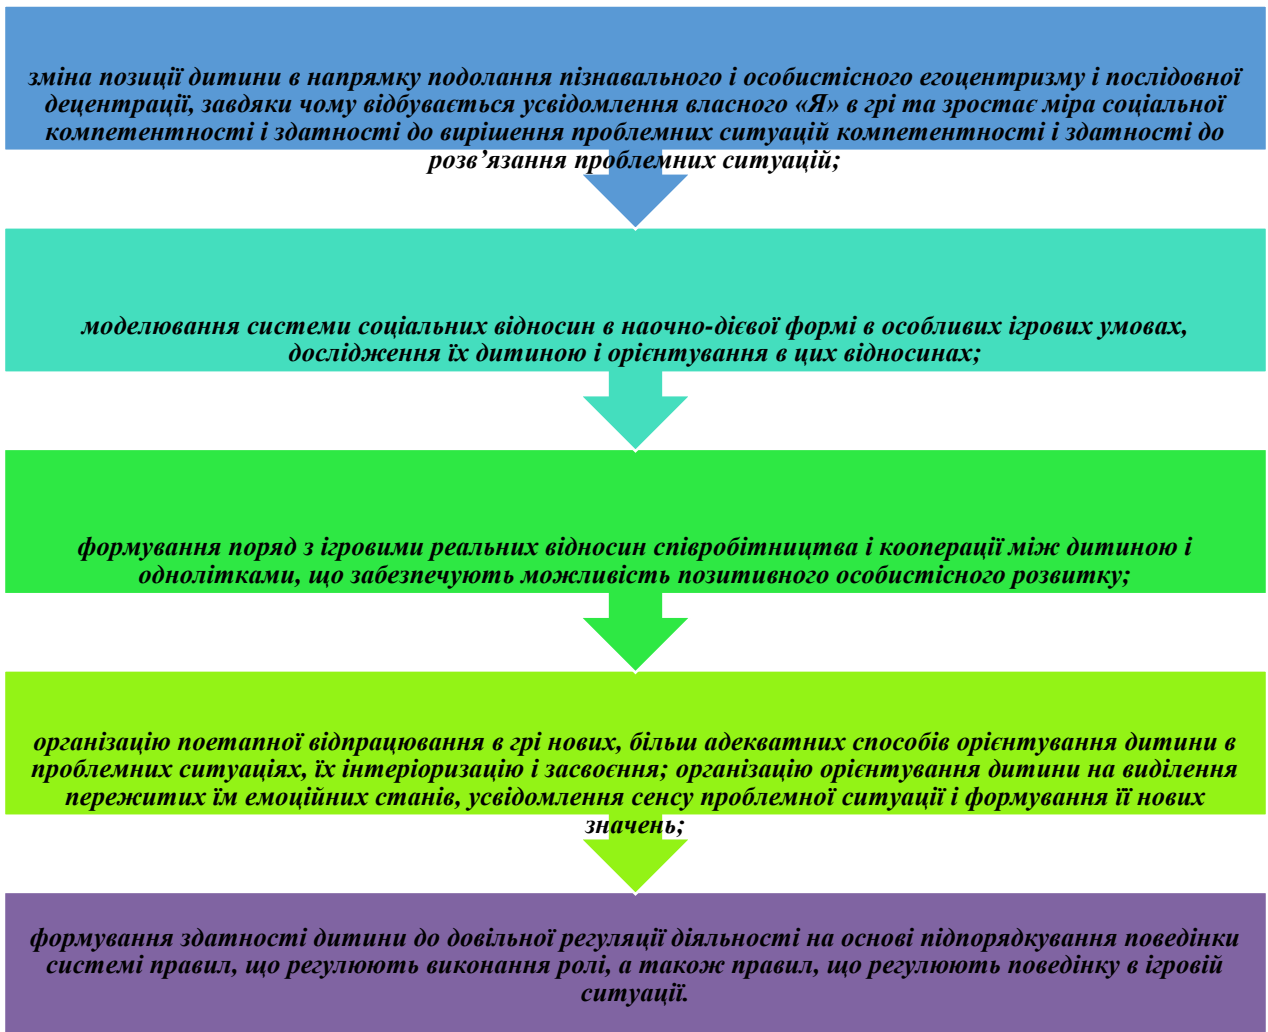 зміна позиції дитини в напрямку подолання пізнавального і особистісного егоцентризму і послідовної
децентрації, завдяки чому відбувається усвідомлення власного «Я» в грі та зростає міра соціальної
компетентності і здатності до вирішення проблемних ситуацій компетентності і здатності до
розв’язання проблемних ситуацій;
моделювання системи соціальних відносин в наочно-дієвої формі в особливих ігрових умовах,
дослідження їх дитиною і орієнтування в цих відносинах;
формування поряд з ігровими реальних відносин співробітництва і кооперації між дитиною і
однолітками, що забезпечують можливість позитивного особистісного розвитку;
організацію поетапної відпрацювання в грі нових, більш адекватних способів орієнтування дитини в
проблемних ситуаціях, їх інтеріоризацію і засвоєння; організацію орієнтування дитини на виділення
пережитих їм емоційних станів, усвідомлення сенсу проблемної ситуації і формування її нових
значень;
формування здатності дитини до довільної регуляції діяльності на основі підпорядкування поведінки
системі правил, що регулюють виконання ролі, а також правил, що регулюють поведінку в ігровій
ситуації.